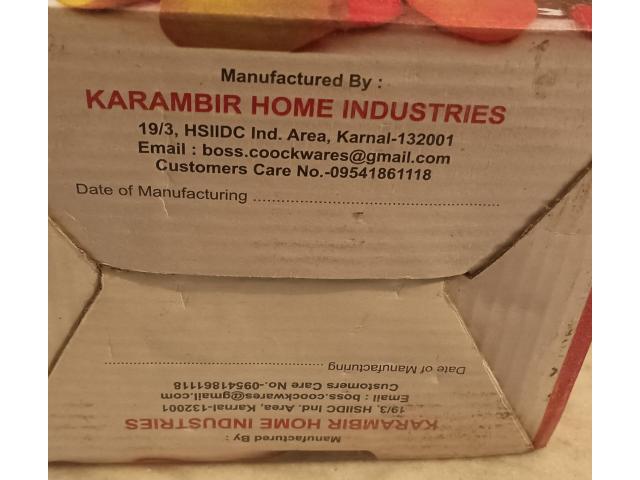 Manufactured By :
KARAMBIR HOME INDUSTRIES
19/3, HSIIDC Ind. Area, Karnal-132001
Email : boss.coockwares@gmail.com
Customers Care No.-09541861118
Date of Manufacturing ................................................
Date of Manufacturing ................................................
Customers Care No.-09541861118
Email : boss.coockwares@gmail.com
19/3, HSIIDC Ind. Area, Karnal-132001
KARAMBIR HOME INDUSTRIES
Manufactured By :